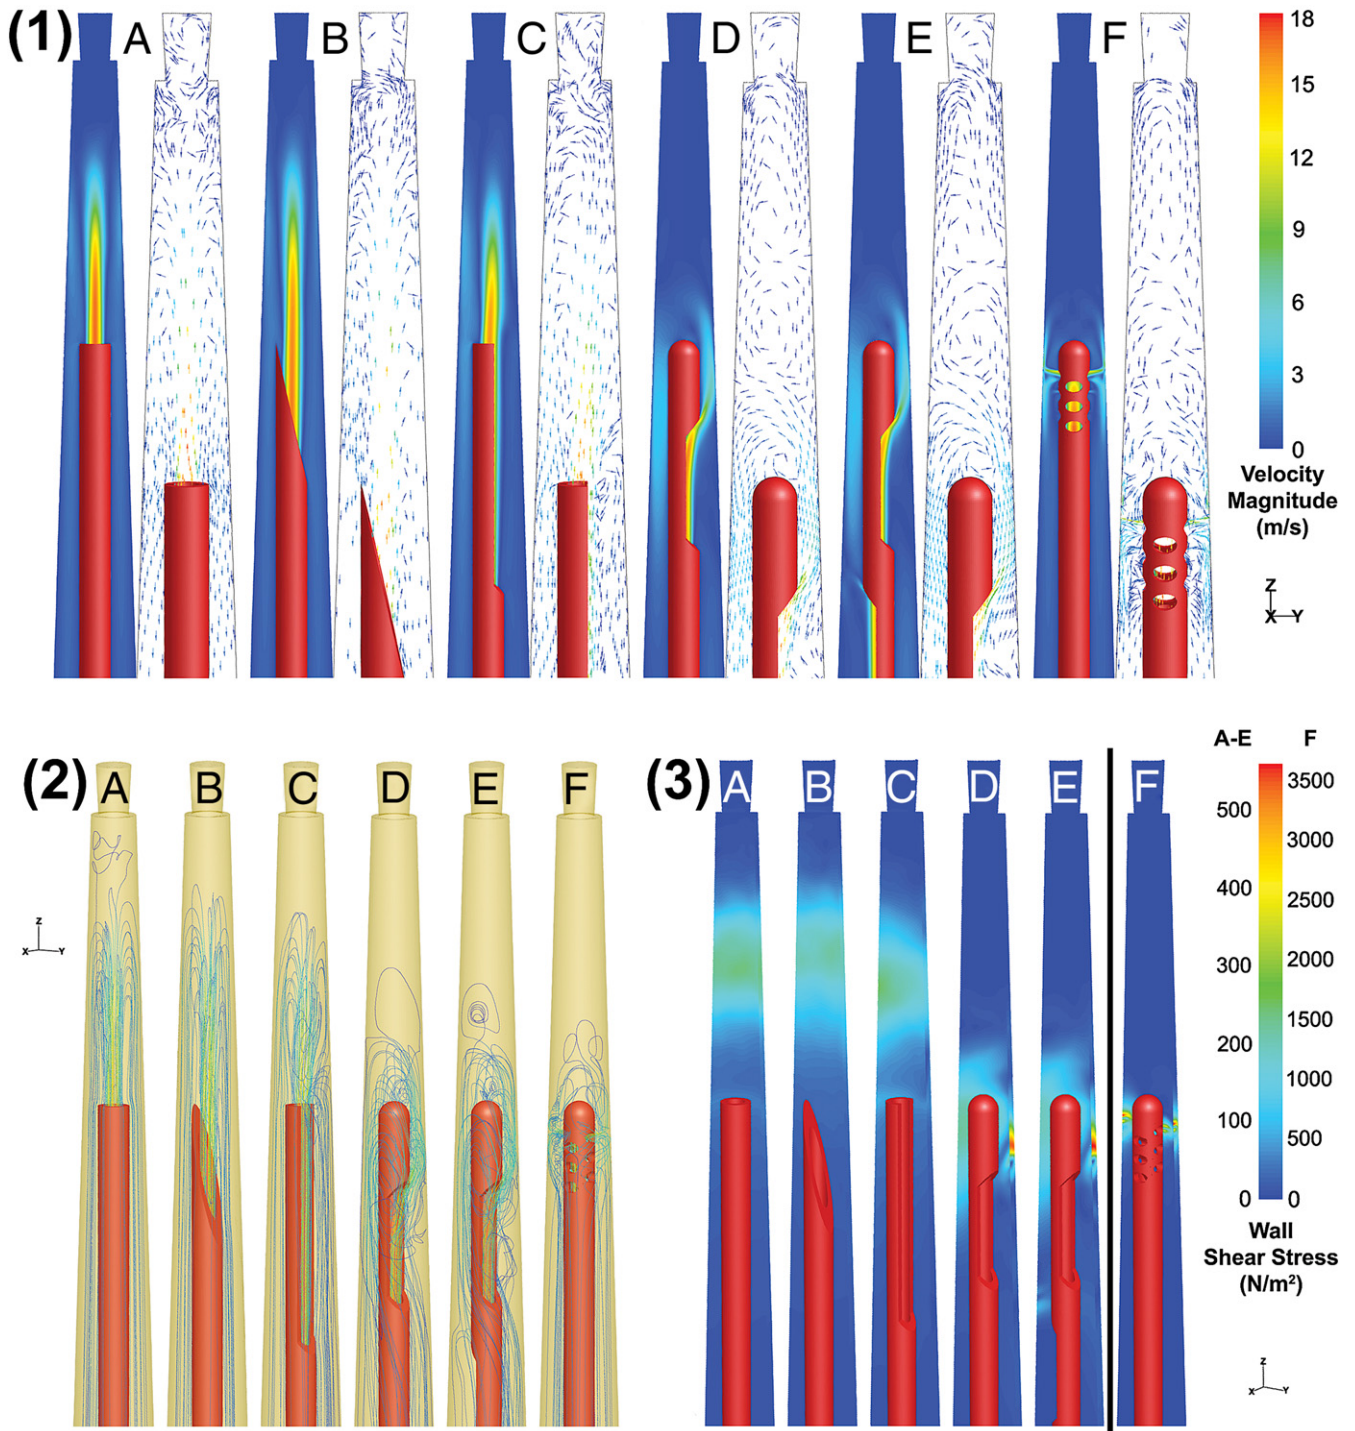 (1) A B C D E F
18
15
12
9
6
3
0
Velocity
Magnitude
(m/s)
Z
X Y
(2) A B C D E F
Z
X Y
(3) A B C D E F
A-E F
3500
500
3000
400 2500
300 2000
1500
200
1000
100
500
0 0
Wall
Shear Stress
(N/m²)
Z
X Y